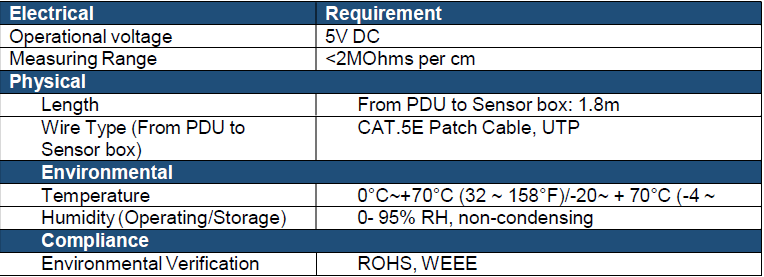 Electrical Requirement
Operational voltage 5V DC
Measuring Range <2MOhms per cm
Physical
Length From PDU to Sensor box: 1.8m
Wire Type (From PDU to CAT.5E Patch Cable, UTP
Sensor box)
Environmental
Temperature 0°C~+70°C (32 ~ 158°F)/-20~ + 70°C (-4 ~
Humidity (Operating/Storage) 0- 95% RH, non-condensing
Compliance
Environmental Verification ROHS, WEEE